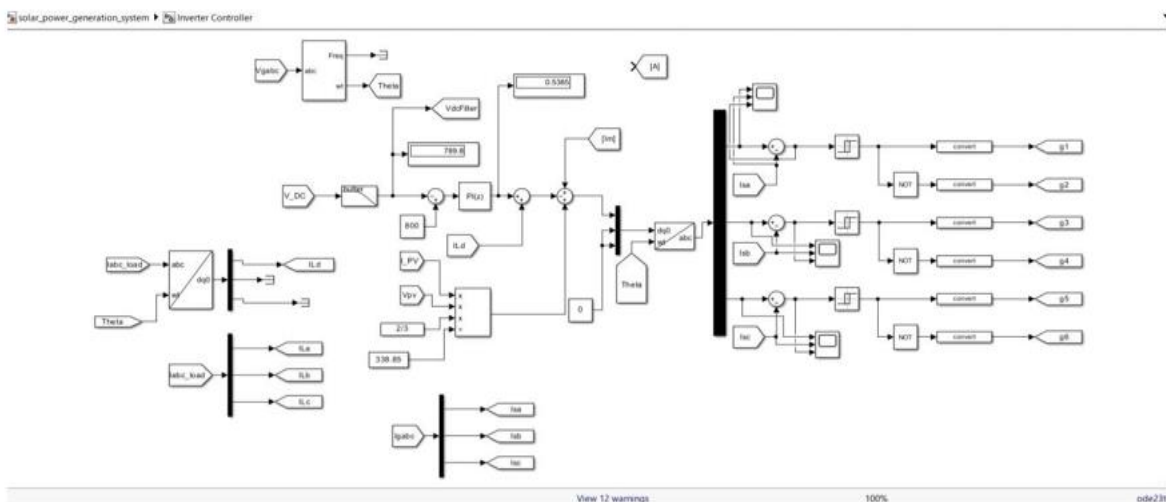 solar_power_generation_system ▶ Inverter Controller
Vgabc
abc
Freq
wt
Theta
[A]
0.5385
VdcFilter
789.8
[Im]
V_DC
butter
PI(z)
800
ILd
Iabc_load
abc
wt
dq0
ILd
Theta
I_PV
Vpv
2/3
338.85
x
x
x
÷
0
dq0
wt
abc
Theta
Isa
Isb
Isc
NOT
NOT
NOT
convert
convert
convert
convert
convert
convert
g1
g2
g3
g4
g5
g6
Iabc_load
ILa
ILb
ILc
Igabc
Isa
Isb
Isc
View 12 warnings
100%